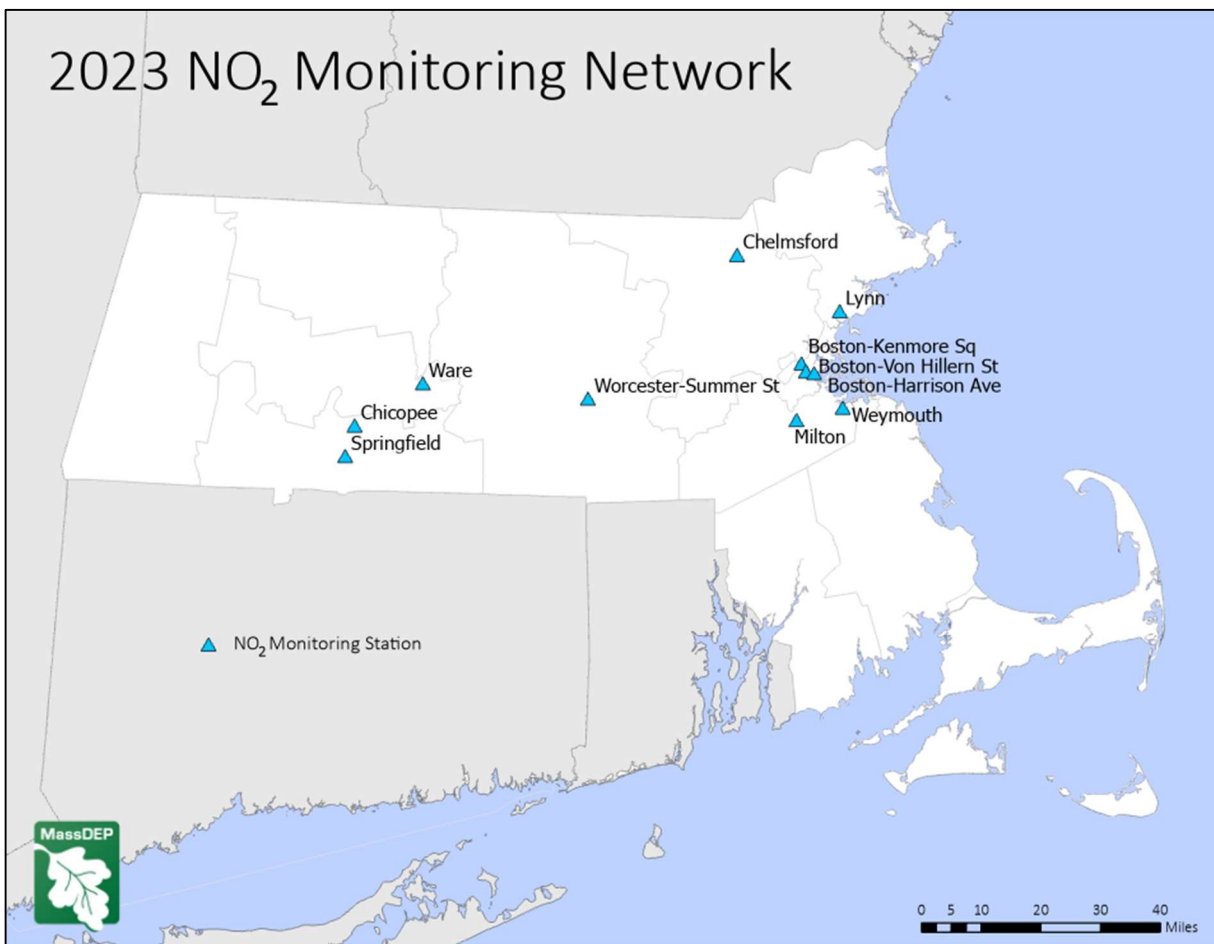 2023 NO₂ Monitoring Network
Chelmsford
Lynn
Boston-Kenmore Sq
Boston-Von Hillern St
Boston-Harrison Ave
Ware
Worcester-Summer St
Weymouth
Chicopee
Milton
Springfield
NO₂ Monitoring Station
MassDEP
0 5 10 20 30 40
Miles